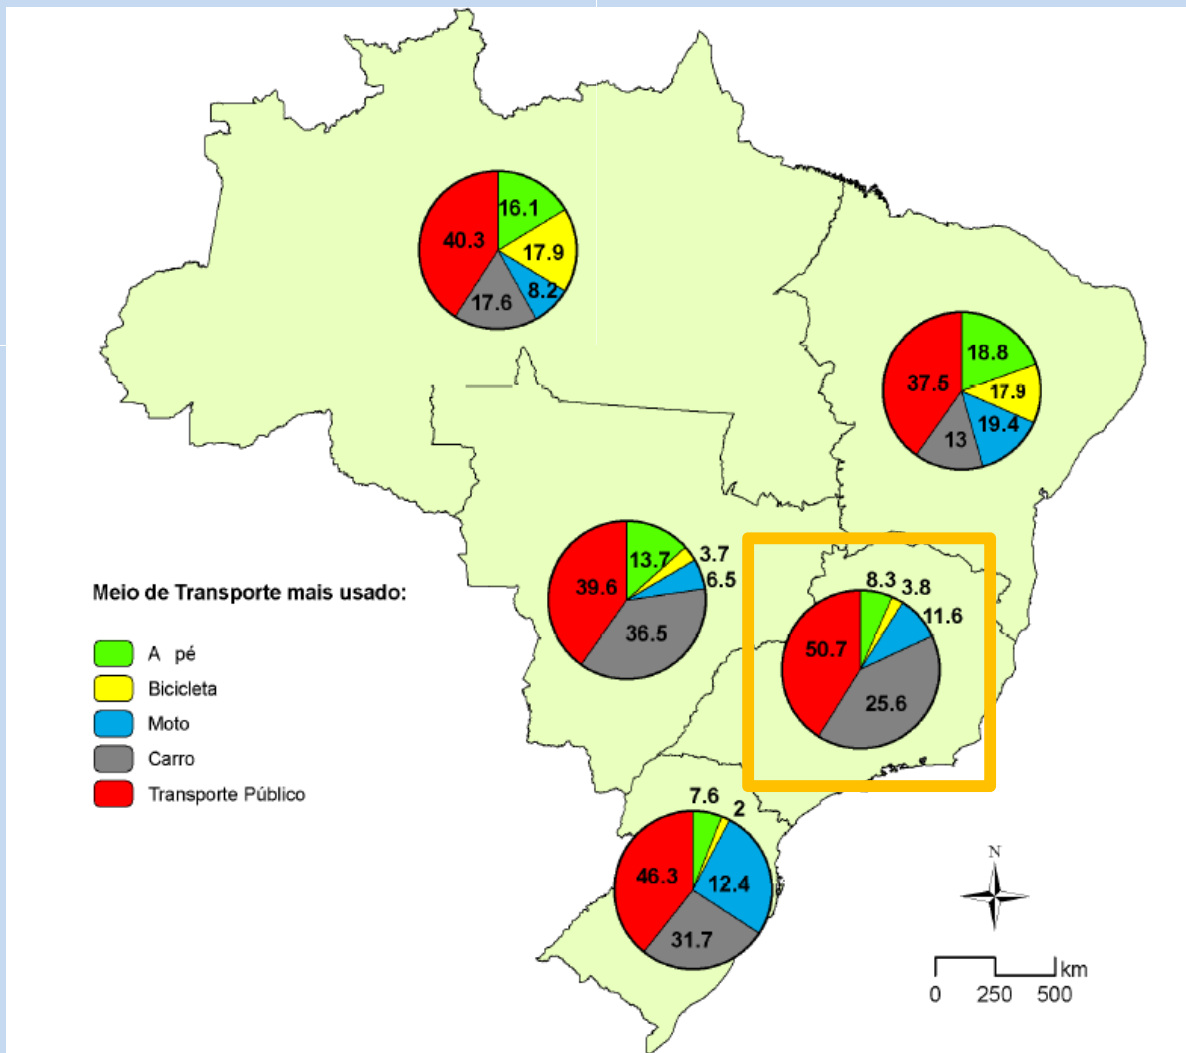 16.1
40.3
17.9
8.2
17.6
18.8
37.5
17.9
19.4
13
13.7
3.7
39.6
6.5
36.5
8.3
3.8
11.6
50.7
25.6
Meio de Transporte mais usado:
A pé
Bicicleta
Moto
Carro
Transporte Público
7.6
2
46.3
12.4
31.7
N
km
0 250 500